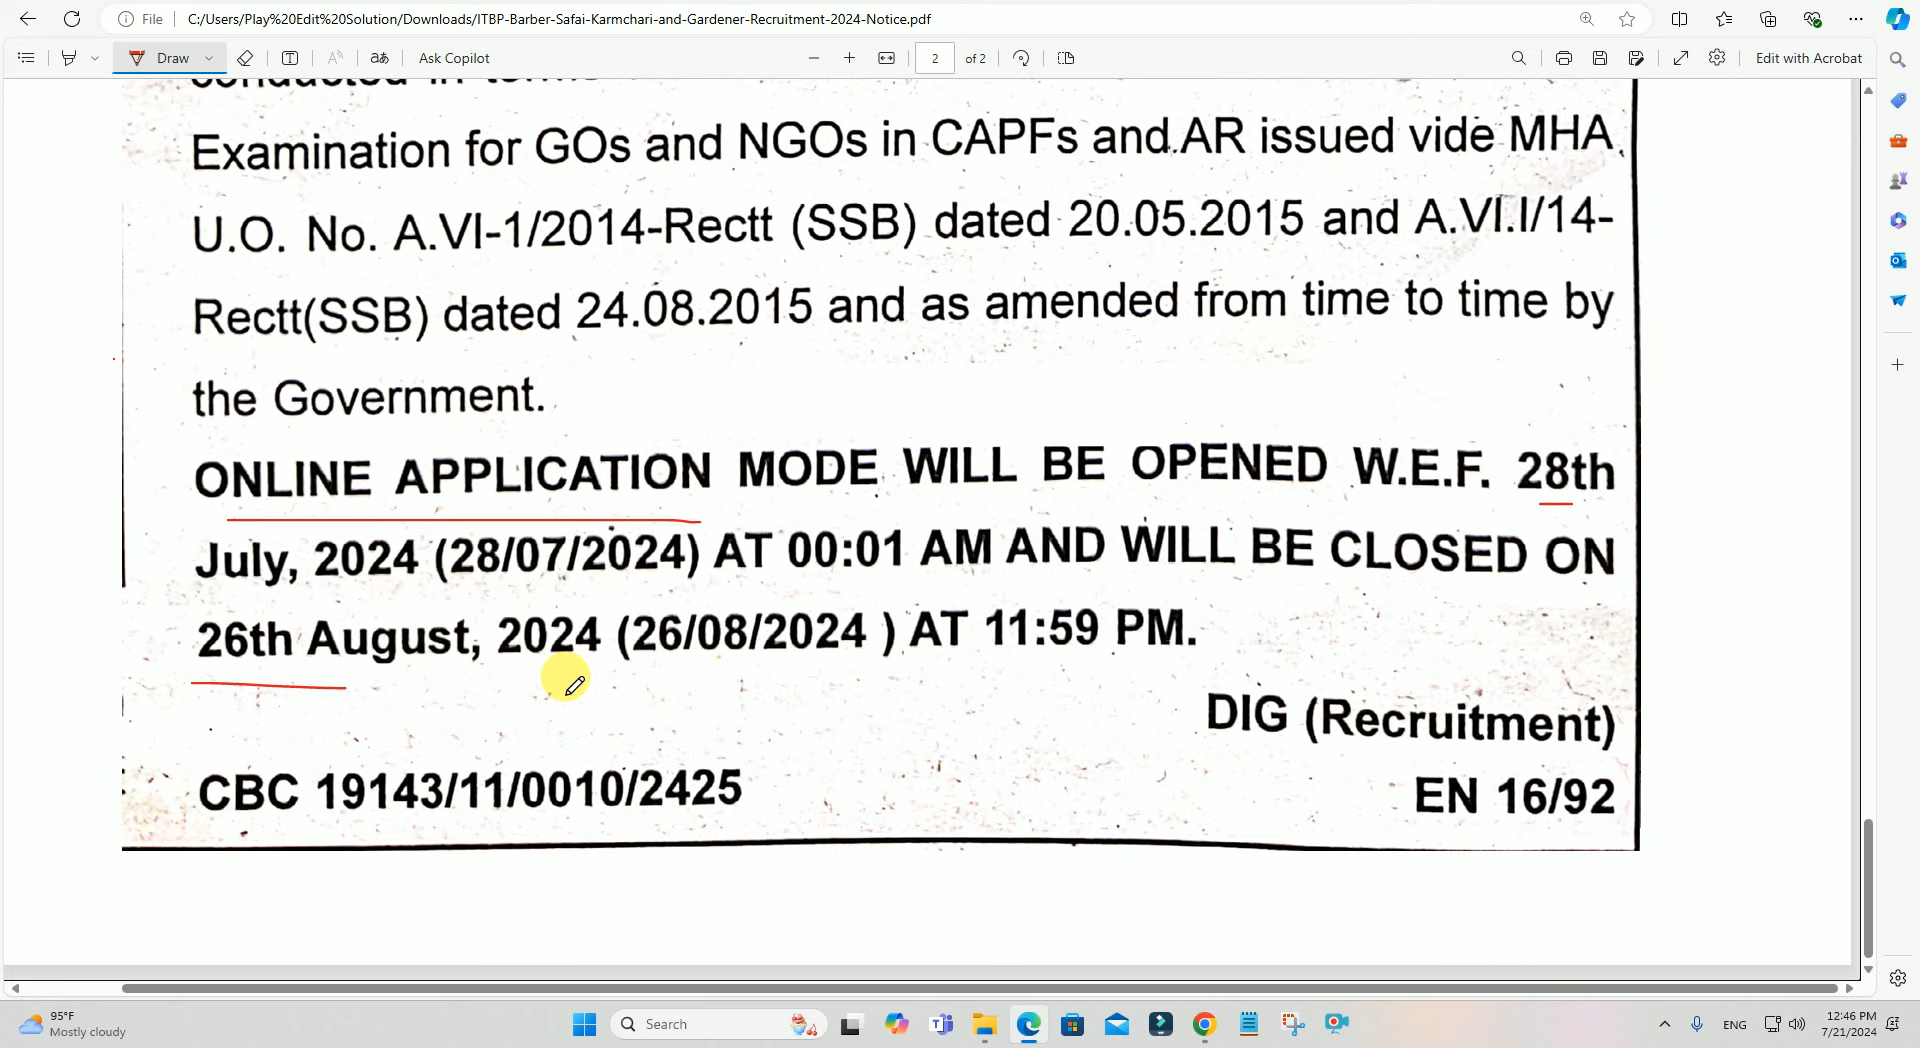 File
C:/Users/Play%20Edit%20Solution/Downloads/ITBP-Barber-Safai-Karmchari-and-Gardener-Recruitment-2024-Notice.pdf
Draw
Ask Copilot
2 of 2
Edit with Acrobat
conducted in terms
Examination for GOs and NGOs in CAPFs and AR issued vide MHA
U.O. No. A.VI-1/2014-Rectt (SSB) dated 20.05.2015 and A.VI.I/14-
Rectt(SSB) dated 24.08.2015 and as amended from time to time by
the Government.
ONLINE APPLICATION MODE WILL BE OPENED W.E.F. 28th
July, 2024 (28/07/2024) AT 00:01 AM AND WILL BE CLOSED ON
26th August, 2024 (26/08/2024 ) AT 11:59 PM.
DIG (Recruitment)
CBC 19143/11/0010/2425
EN 16/92
95°F
Mostly cloudy
Search
ENG
12:46 PM
7/21/2024